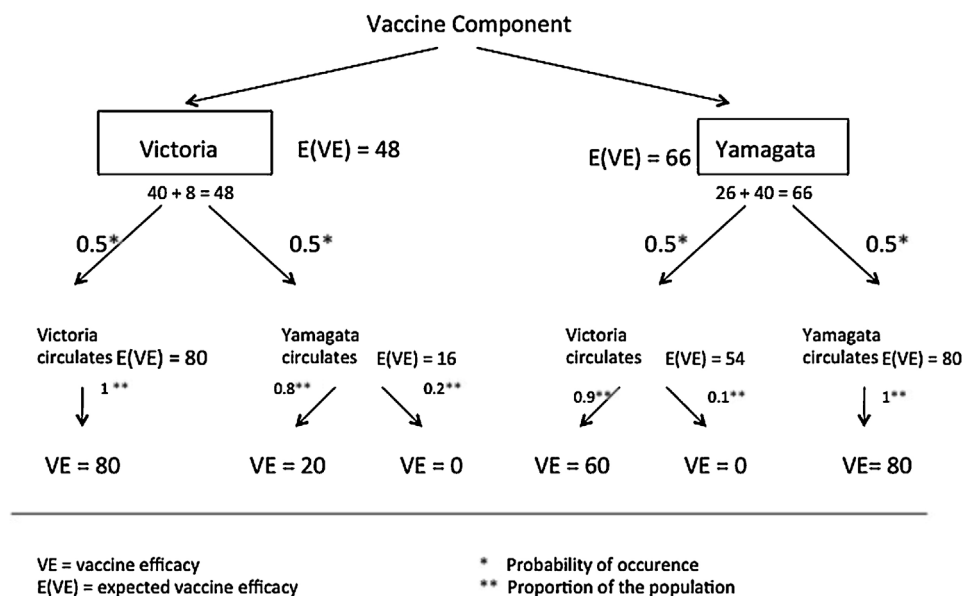 Vaccine Component
Victoria
E(VE) = 48
E(VE) = 66
Yamagata
40 + 8 = 48
26 + 40 = 66
0.5*
0.5*
0.5*
0.5*
Victoria
circulates E(VE) = 80
Yamagata
circulates E(VE) = 16
Victoria
circulates E(VE) = 54
Yamagata
circulates E(VE) = 80
1 **
0.8**
0.2**
0.9**
0.1**
1**
VE = 80
VE = 20
VE = 0
VE = 60
VE = 0
VE= 80
VE = vaccine efficacy
E(VE) = expected vaccine efficacy
* Probability of occurence
** Proportion of the population